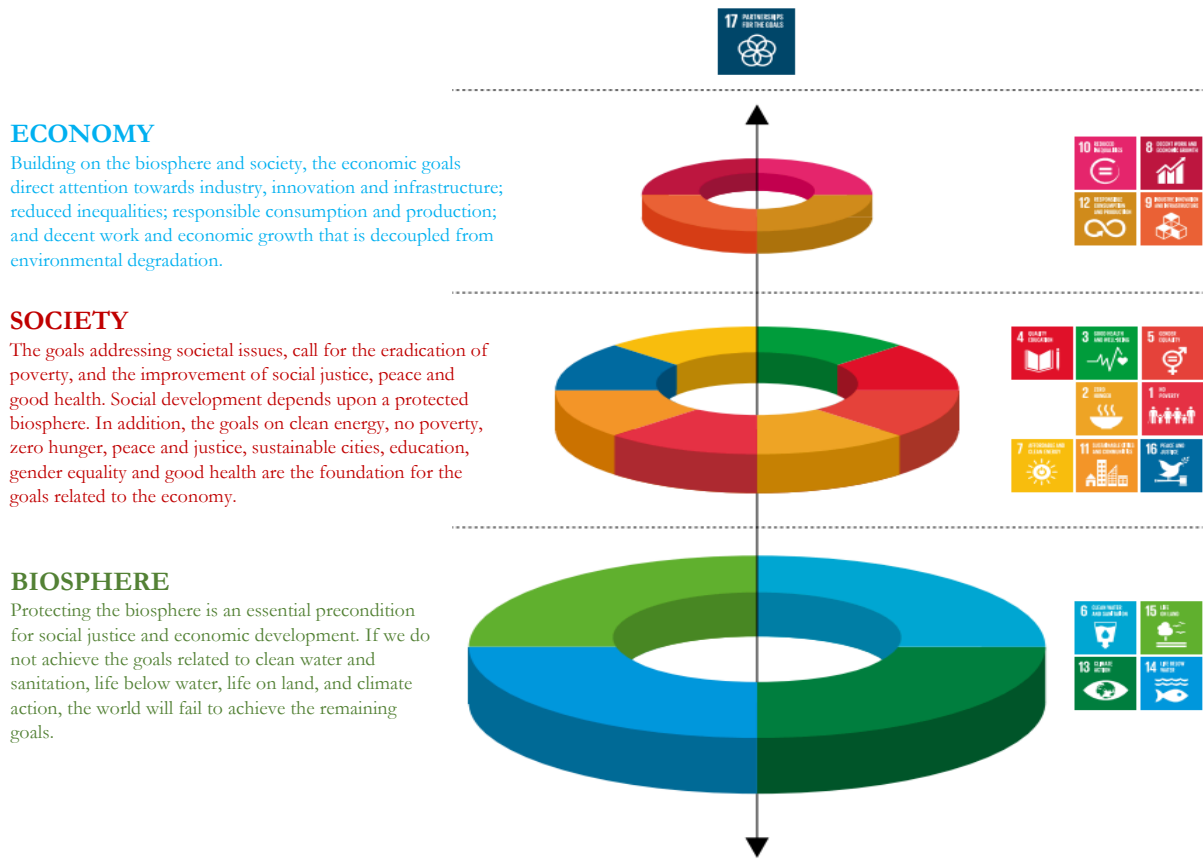 17 PARTNERSHIPS
FOR THE GOALS
ECONOMY
Building on the biosphere and society, the economic goals
direct attention towards industry, innovation and infrastructure;
reduced inequalities; responsible consumption and production;
and decent work and economic growth that is decoupled from
environmental degradation.
10 REDUCED
INEQUALITIES
8 DECENT WORK AND
ECONOMIC GROWTH
12 RESPONSIBLE
CONSUMPTION
AND PRODUCTION
9 INDUSTRY, INNOVATION
AND INFRASTRUCTURE
SOCIETY
The goals addressing societal issues, call for the eradication of
poverty, and the improvement of social justice, peace and
good health. Social development depends upon a protected
biosphere. In addition, the goals on clean energy, no poverty,
zero hunger, peace and justice, sustainable cities, education,
gender equality and good health are the foundation for the
goals related to the economy.
4 QUALITY
EDUCATION
3 GOOD HEALTH
AND WELL-BEING
5 GENDER
EQUALITY
2 ZERO
HUNGER
1 NO
POVERTY
7 AFFORDABLE AND
CLEAN ENERGY
11 SUSTAINABLE CITIES
AND COMMUNITIES
16 PEACE AND
JUSTICE
BIOSPHERE
Protecting the biosphere is an essential precondition
for social justice and economic development. If we do
not achieve the goals related to clean water and
sanitation, life below water, life on land, and climate
action, the world will fail to achieve the remaining
goals.
6 CLEAN WATER
AND SANITATION
15 LIFE
ON LAND
13 CLIMATE
ACTION
14 LIFE BELOW
WATER